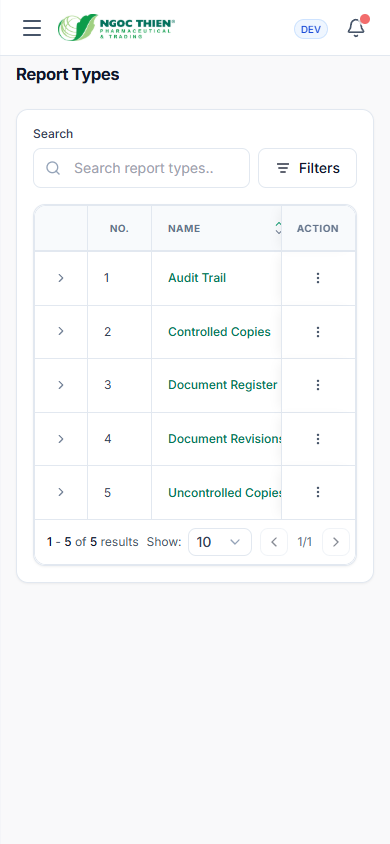 NGOC THIEN®
PHARMACEUTICAL
& TRADING
DEV
Report Types
Search
Search report types..
Filters
NO. NAME ACTION
1 Audit Trail
2 Controlled Copies
3 Document Register
4 Document Revisions
5 Uncontrolled Copies
1 - 5 of 5 results Show: 10 1/1